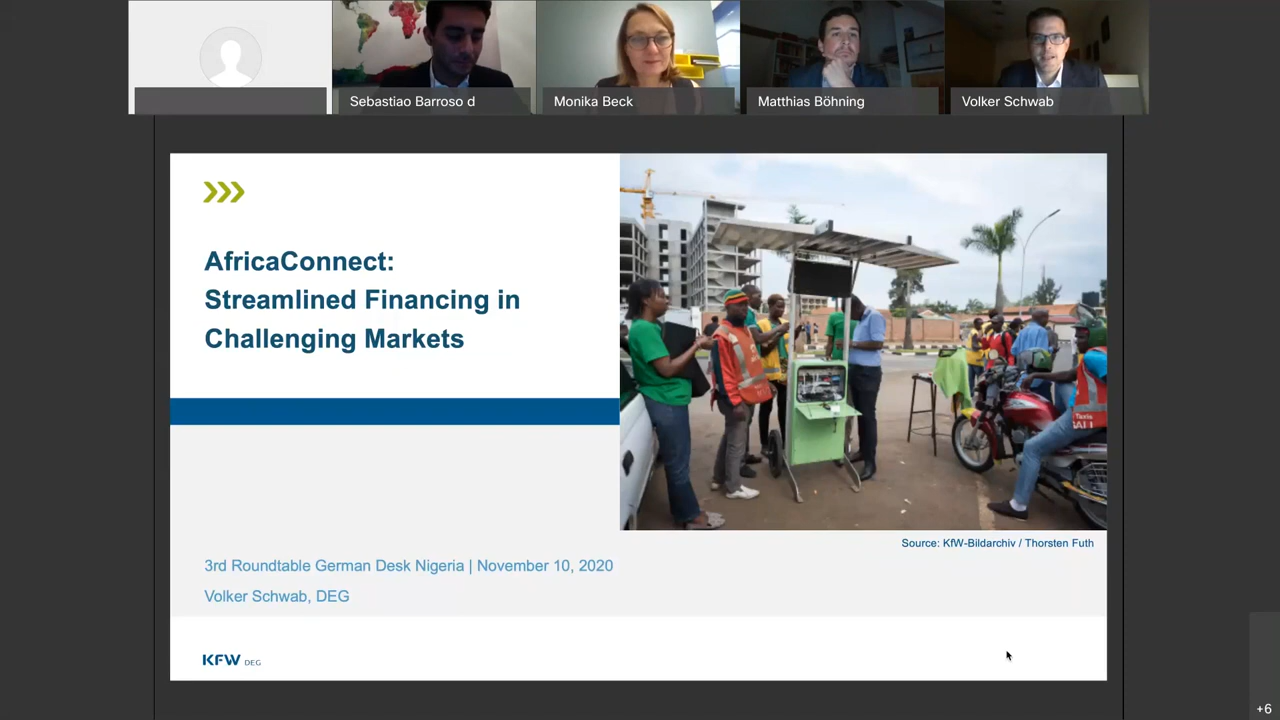 Sebastiao Barroso d
Monika Beck
Matthias Böhning
Volker Schwab
AfricaConnect:
Streamlined Financing in
Challenging Markets
Source: KfW-Bildarchiv / Thorsten Futh
3rd Roundtable German Desk Nigeria | November 10, 2020
Volker Schwab, DEG
KFW DEG
+6